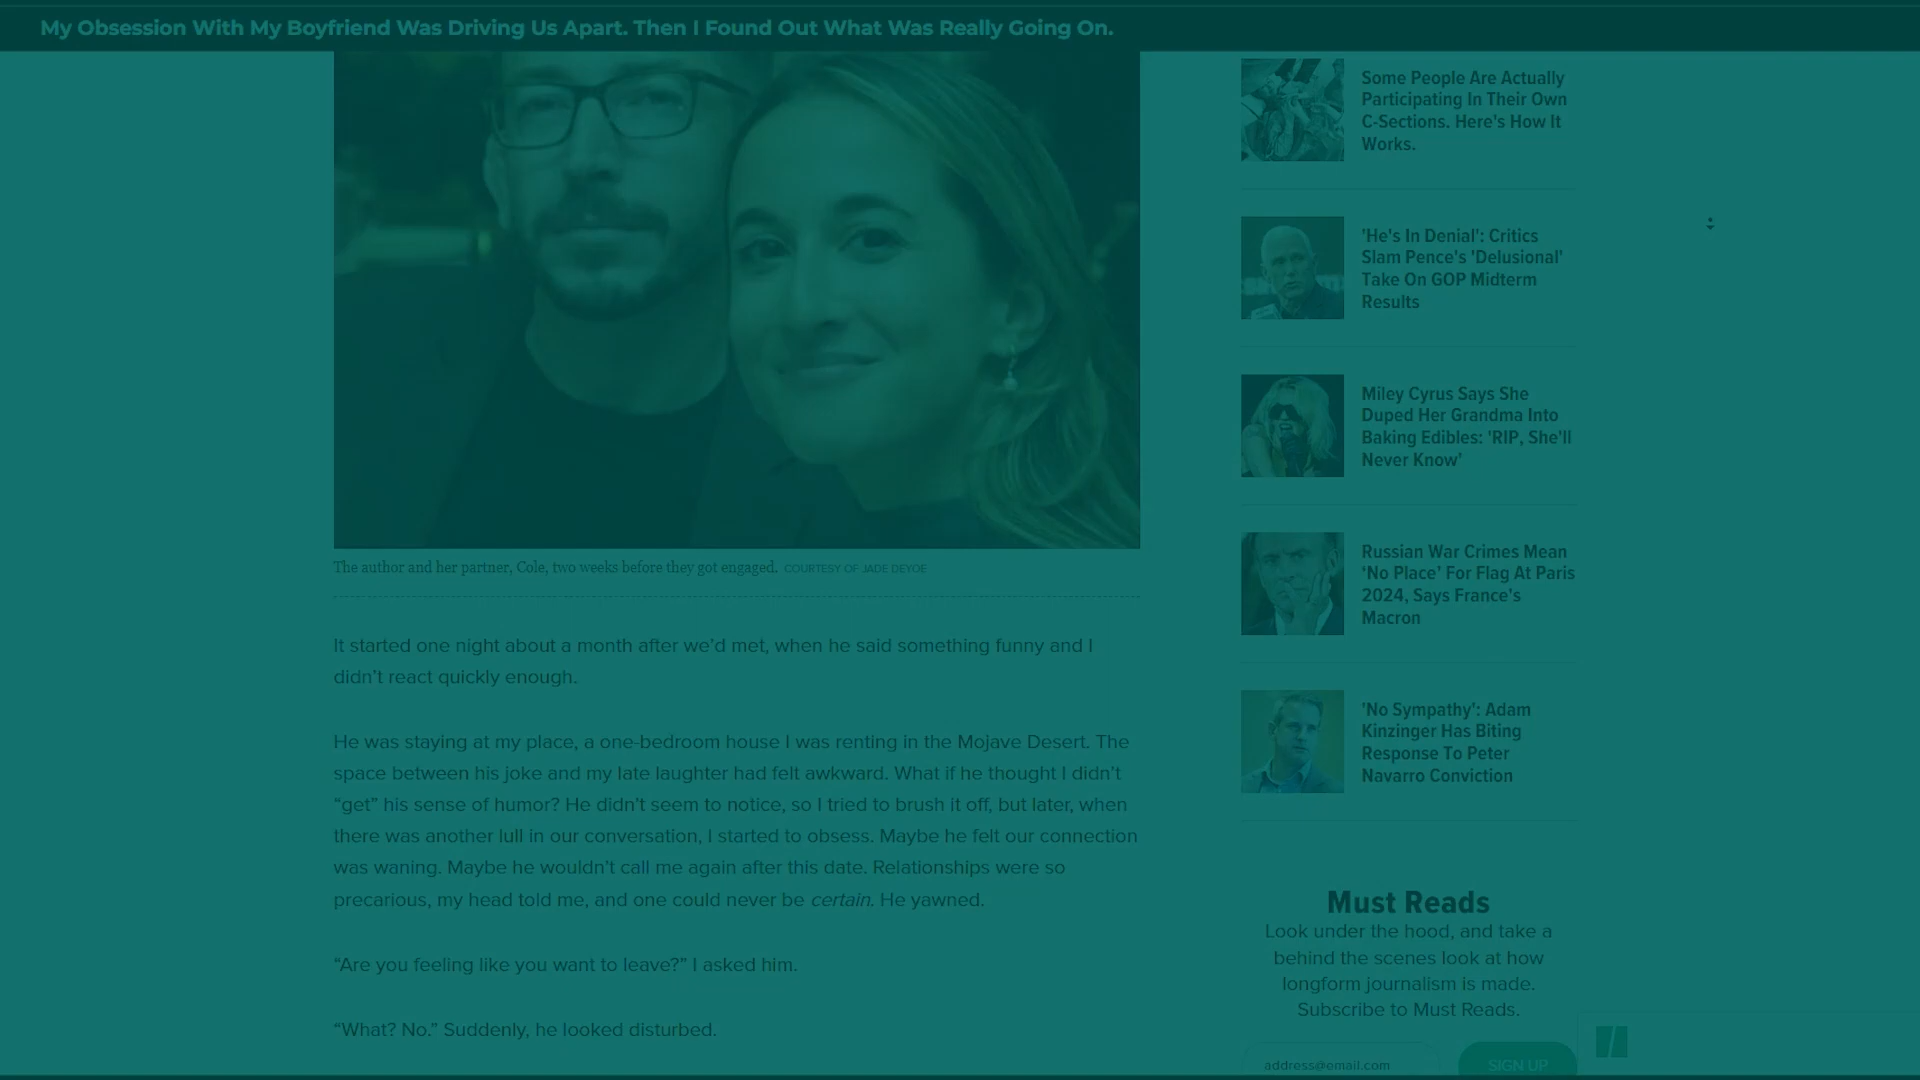 My Obsession With My Boyfriend Was Driving Us Apart. Then I Found Out What Was Really Going On.
The author and her partner, Cole, two weeks before they got engaged. COURTESY OF JADE DEYOE
It started one night about a month after we’d met, when he said something funny and I
didn’t react quickly enough.
He was staying at my place, a one-bedroom house I was renting in the Mojave Desert. The
space between his joke and my late laughter had felt awkward. What if he thought I didn’t
“get” his sense of humor? He didn’t seem to notice, so I tried to brush it off, but later, when
there was another lull in our conversation, I started to obsess. Maybe he felt our connection
was waning. Maybe he wouldn’t call me again after this date. Relationships were so
precarious, my head told me, and one could never be certain. He yawned.
“Are you feeling like you want to leave?” I asked him.
“What? No.” Suddenly, he looked disturbed.
Some People Are Actually
Participating In Their Own
C-Sections. Here's How It
Works.
'He's In Denial': Critics
Slam Pence's 'Delusional'
Take On GOP Midterm
Results
Miley Cyrus Says She
Duped Her Grandma Into
Baking Edibles: 'RIP, She'll
Never Know'
Russian War Crimes Mean
‘No Place’ For Flag At Paris
2024, Says France’s
Macron
'No Sympathy': Adam
Kinzinger Has Biting
Response To Peter
Navarro Conviction
Must Reads
Look under the hood, and take a
behind the scenes look at how
longform journalism is made.
Subscribe to Must Reads.
address@email.com
SIGN UP